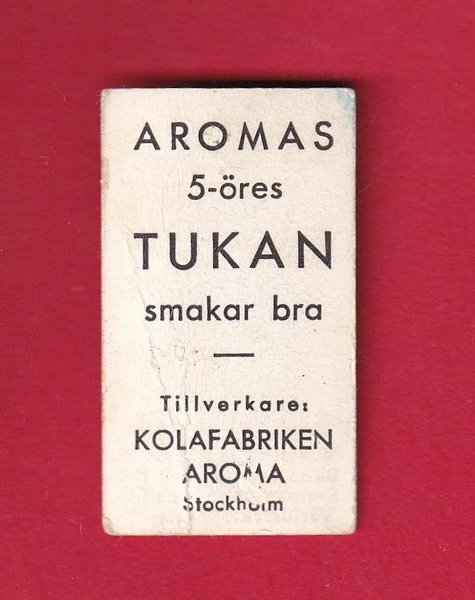 AROMAS
5-öres
TUKAN
smakar bra
Tillverkare:
KOLAFABRIKEN
AROMA
Stockholm